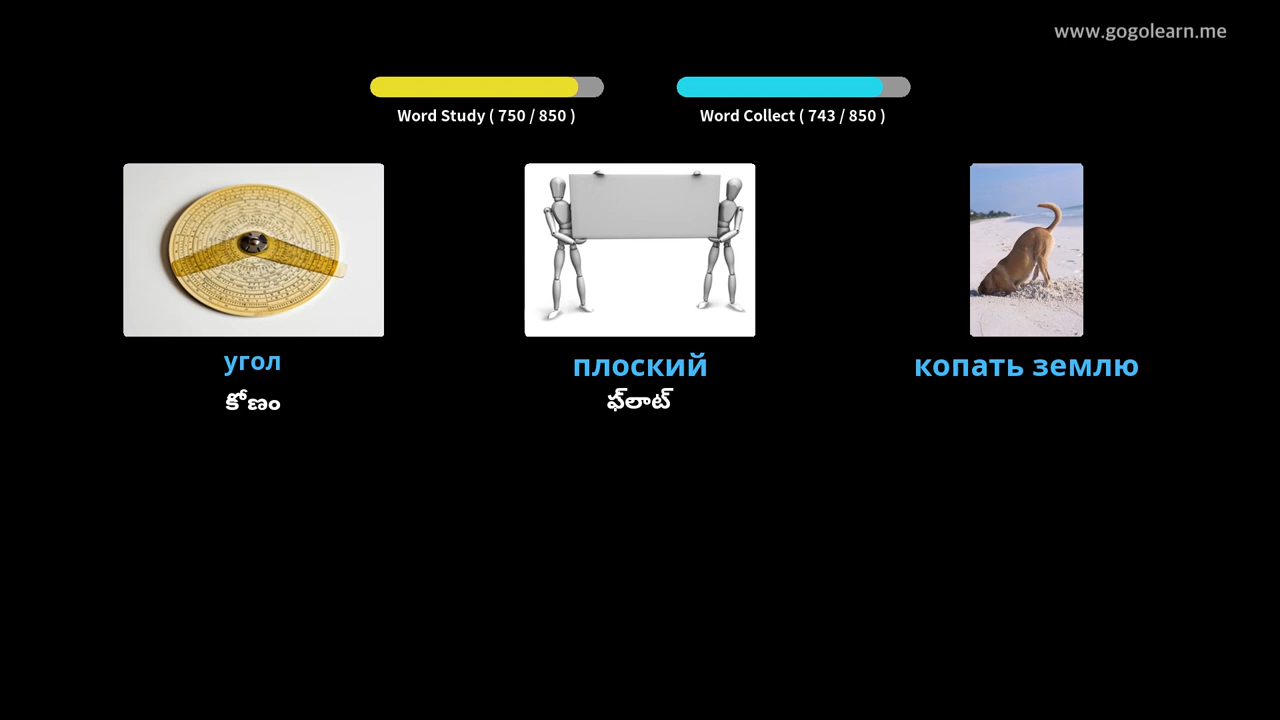 www.gogolearn.me
Word Study ( 750 / 850 )
Word Collect ( 743 / 850 )
угол
కోణం
плоский
ఫ్‌లాట్
копать землю